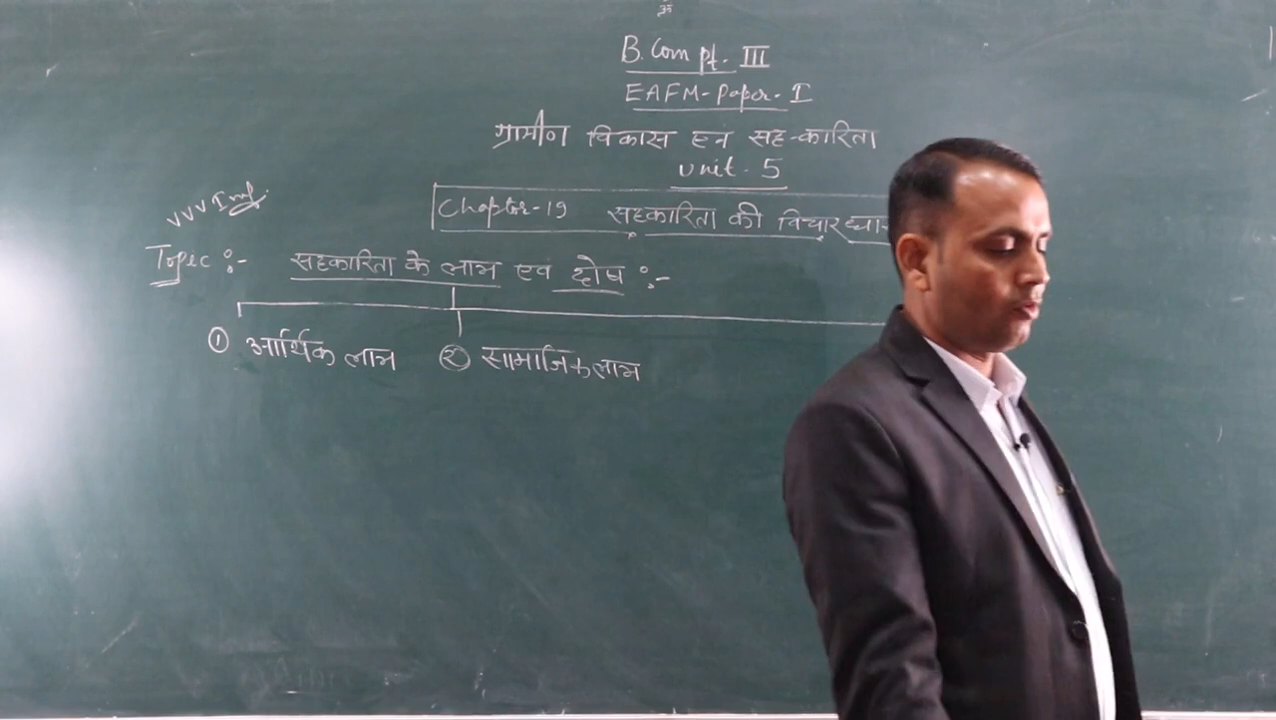 ॐ
B.Com pt. III
EAFM-Paper-I
ग्रामीण विकास एवं सह-कारिता
Unit-5
Chapter-19 सहकारिता की विचारधा
VVV Imp.
Topic :- सहकारिता के लाभ एवं दोष :-
① आर्थिक लाभ ② सामाजिक लाभ